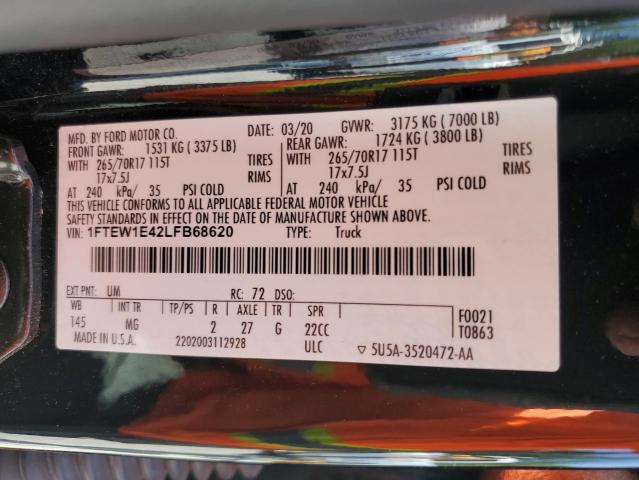 MFD. BY FORD MOTOR CO.
DATE: 03/20 GVWR: 3175 KG ( 7000 LB)
FRONT GAWR: 1531 KG ( 3375 LB) REAR GAWR: 1724 KG ( 3800 LB)
WITH 265/70R17 115T TIRES WITH 265/70R17 115T TIRES
17x7.5J RIMS 17x7.5J RIMS
AT 240 kPa/ 35 PSI COLD AT 240 kPa/ 35 PSI COLD
THIS VEHICLE CONFORMS TO ALL APPLICABLE FEDERAL MOTOR VEHICLE
SAFETY STANDARDS IN EFFECT ON THE DATE OF MANUFACTURE SHOWN ABOVE.
VIN: 1FTEW1E42LFB68620 TYPE: Truck
EXT PNT: UM RC: 72 DSO:
WB INT TR TP/PS R AXLE TR SPR F0021
T45 MG 2 27 G 22CC T0863
MADE IN U.S.A. 2202003112928 ULC ▽ 5U5A-3520472-AA